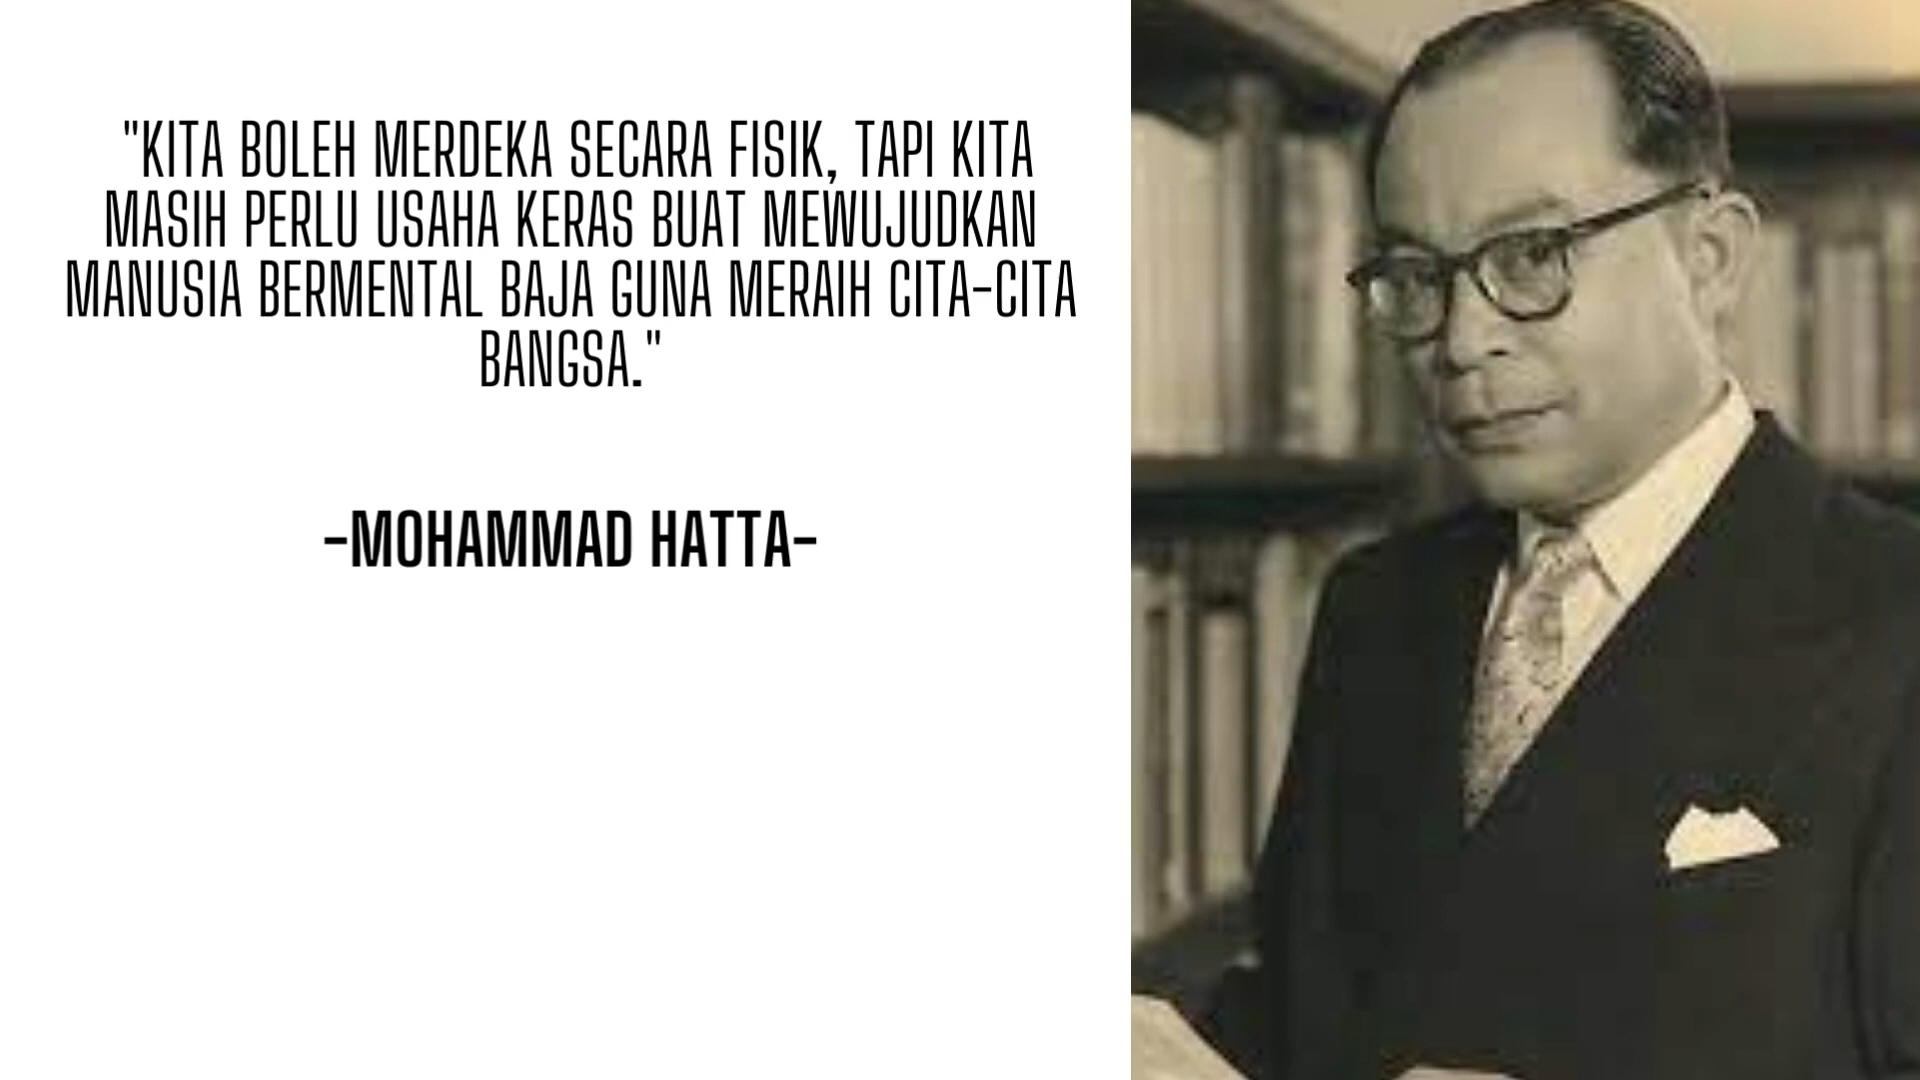 "KITA BOLEH MERDEKA SECARA FISIK, TAPI KITA
MASIH PERLU USAHA KERAS BUAT MEWUJUDKAN
MANUSIA BERMENTAL BAJA GUNA MERAIH CITA-CITA
BANGSA."
-MOHAMMAD HATTA-